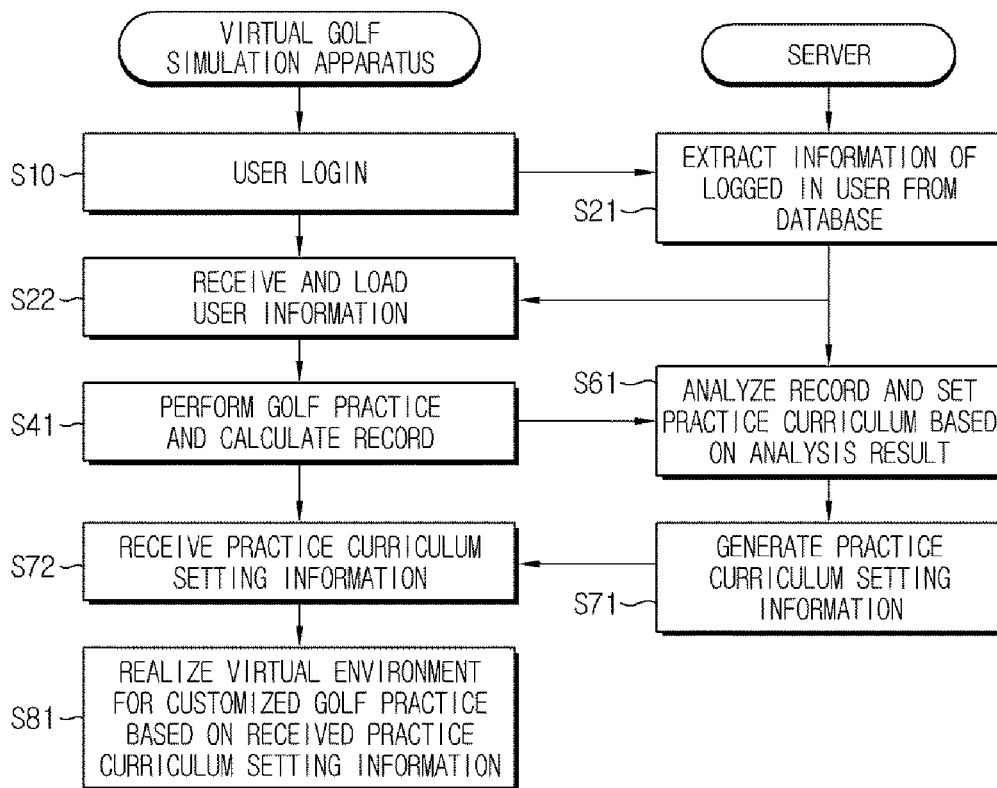 VIRTUAL GOLF
SIMULATION APPARATUS
SERVER
S10
USER LOGIN
EXTRACT INFORMATION OF
LOGGED IN USER FROM
DATABASE
S21
S22
RECEIVE AND LOAD
USER INFORMATION
S41
PERFORM GOLF PRACTICE
AND CALCULATE RECORD
S61
ANALYZE RECORD AND SET
PRACTICE CURRICULUM BASED
ON ANALYSIS RESULT
S72
RECEIVE PRACTICE CURRICULUM
SETTING INFORMATION
GENERATE PRACTICE
CURRICULUM SETTING
INFORMATION
S71
S81
REALIZE VIRTUAL ENVIRONMENT
FOR CUSTOMIZED GOLF PRACTICE
BASED ON RECEIVED PRACTICE
CURRICULUM SETTING INFORMATION